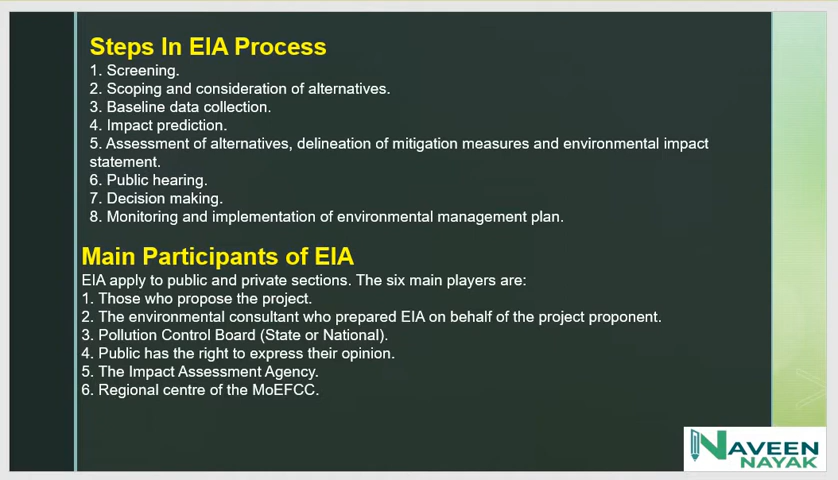 Steps In EIA Process
1. Screening.
2. Scoping and consideration of alternatives.
3. Baseline data collection.
4. Impact prediction.
5. Assessment of alternatives, delineation of mitigation measures and environmental impact
statement.
6. Public hearing.
7. Decision making.
8. Monitoring and implementation of environmental management plan.
Main Participants of EIA
EIA apply to public and private sections. The six main players are:
1. Those who propose the project.
2. The environmental consultant who prepared EIA on behalf of the project proponent.
3. Pollution Control Board (State or National).
4. Public has the right to express their opinion.
5. The Impact Assessment Agency.
6. Regional centre of the MoEFCC.
NAVEEN
NAYAK